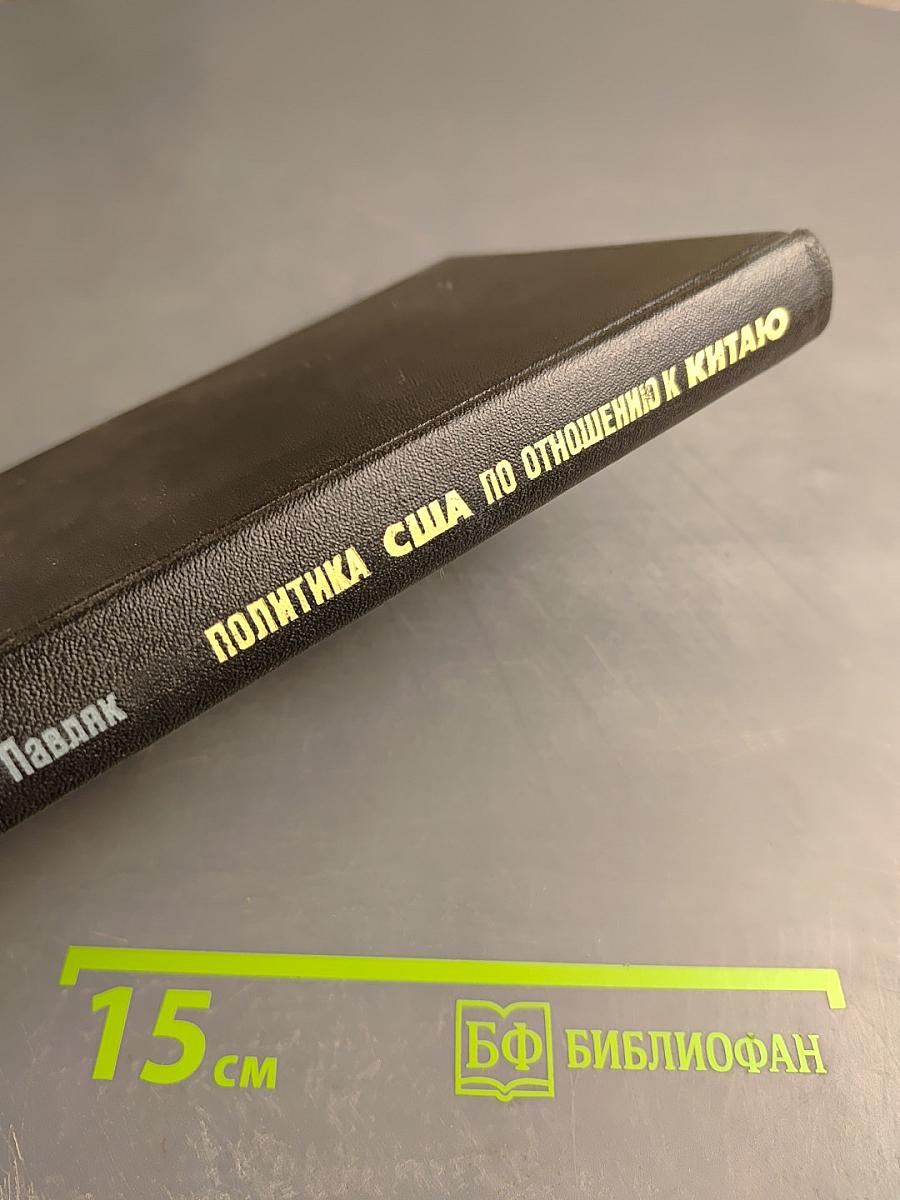 Павляк
ПОЛИТИКА США ПО ОТНОШЕНИЮ К КИТАЮ
15 см
БФ БИБЛИОФАН